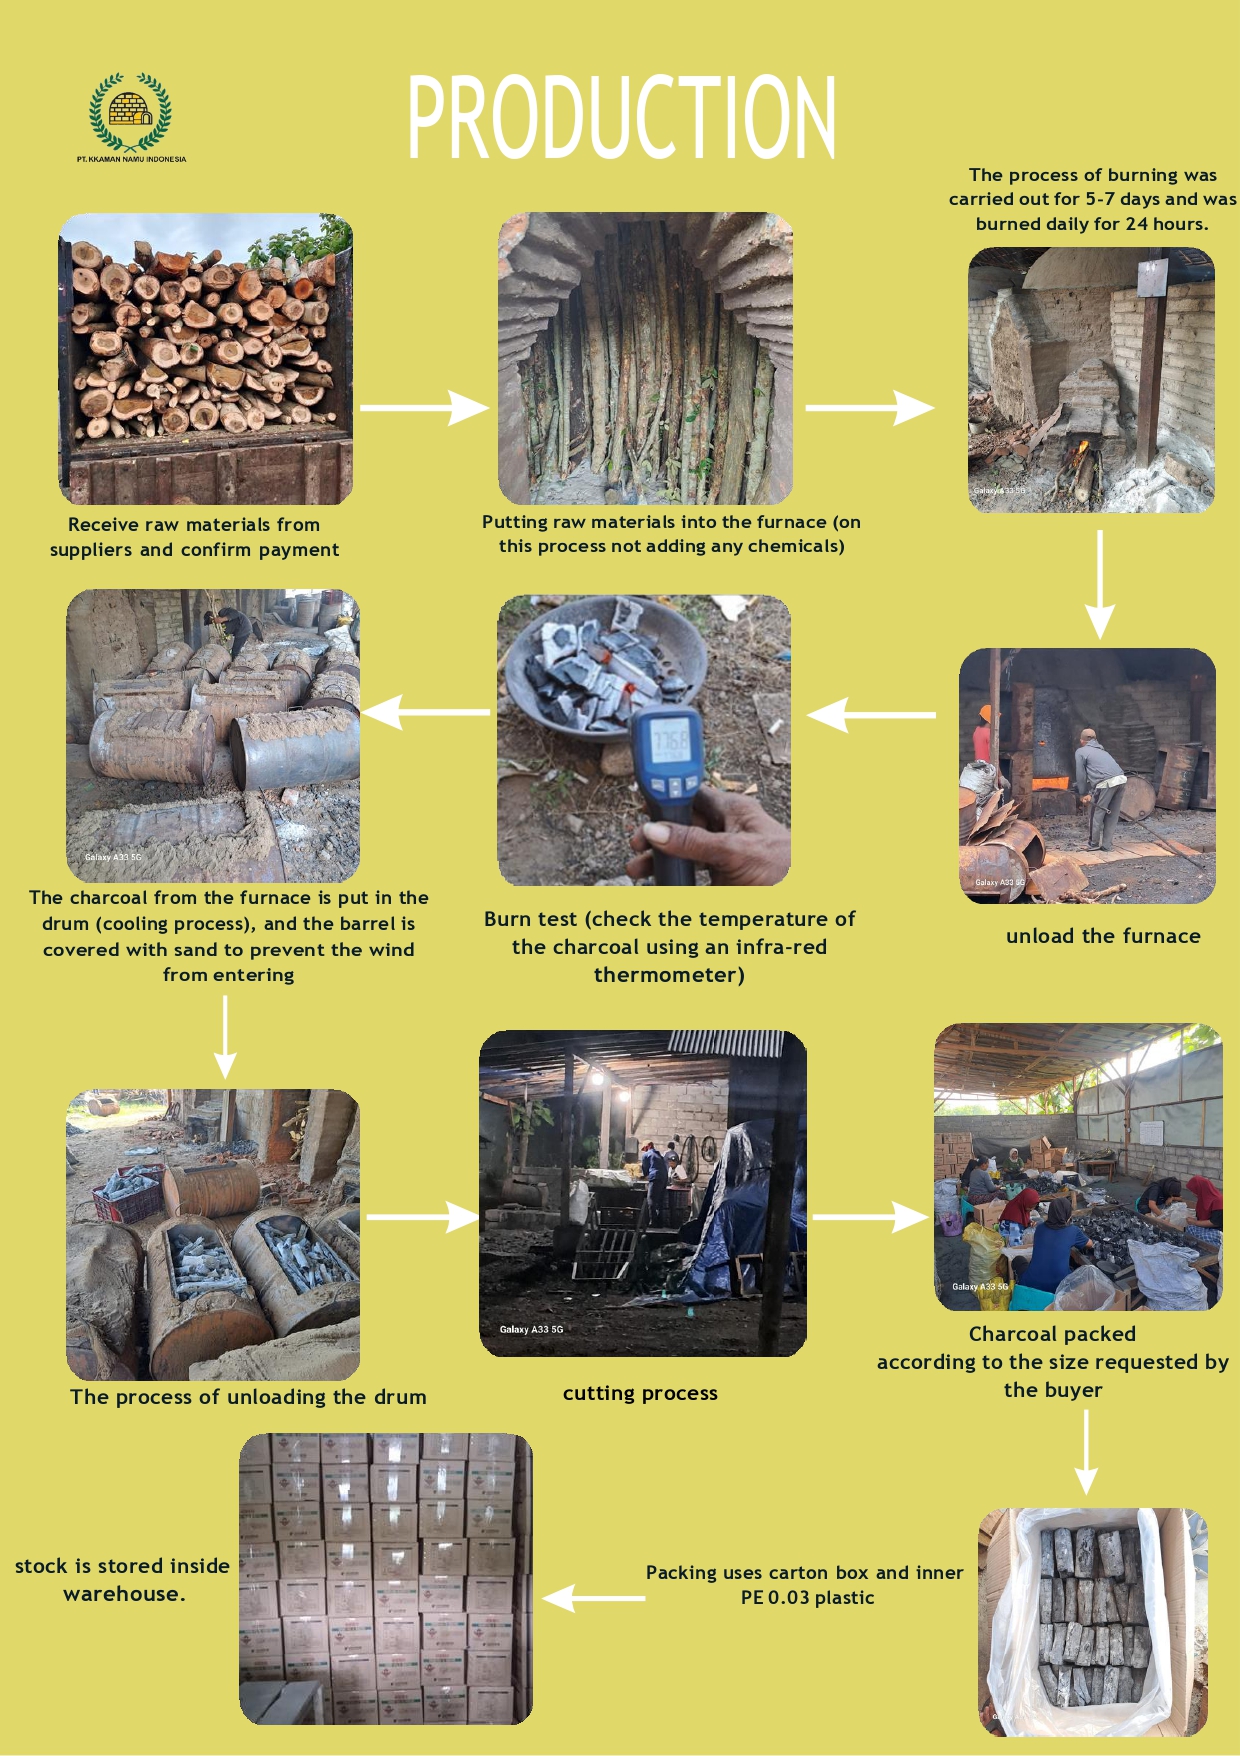 PRODUCTION
PT. KKAMAN NAMU INDONESIA
The process of burning was
carried out for 5-7 days and was
burned daily for 24 hours.
Galaxy A33 5G
Receive raw materials from
suppliers and confirm payment
Putting raw materials into the furnace (on
this process not adding any chemicals)
776.8
Galaxy A33 5G
Galaxy A33 5G
The charcoal from the furnace is put in the
drum (cooling process), and the barrel is
covered with sand to prevent the wind
from entering
Burn test (check the temperature of
the charcoal using an infra-red
thermometer)
unload the furnace
Galaxy A33 5G
Galaxy A33 5G
The process of unloading the drum
cutting process
Charcoal packed
according to the size requested by
the buyer
stock is stored inside
warehouse.
Packing uses carton box and inner
PE 0.03 plastic